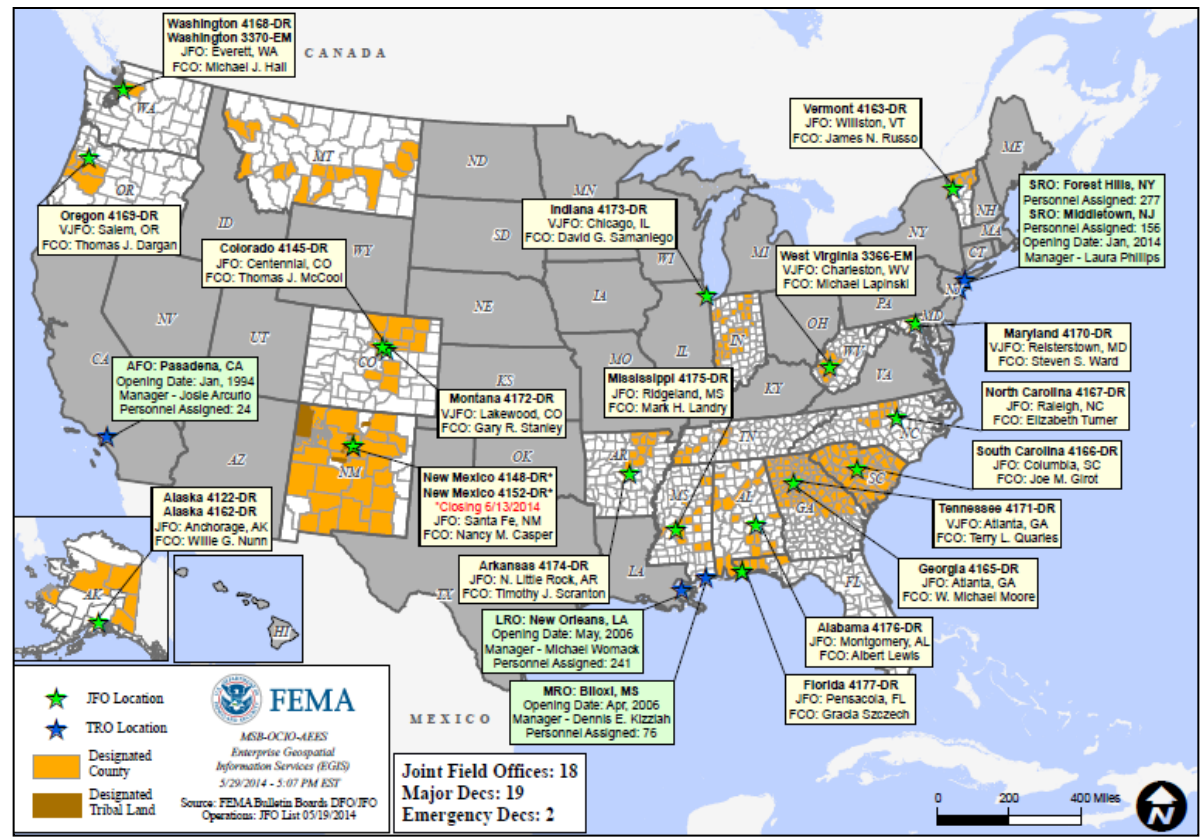 Washington 4168-DR
Washington 3370-EM
JFO: Everett, WA
FCO: Michael J. Hall
CANADA
WA
Vermont 4163-DR
JFO: Williston, VT
FCO: James N. Russo
MT
ND
MN
ME
OR
ID
SD
WI
MI
NY
NH
MA
CT
SRO: Forest Hills, NY
Personnel Assigned: 277
SRO: Middletown, NJ
Personnel Assigned: 156
Opening Date: Jan, 2014
Manager - Laura Phillips
Oregon 4169-DR
VJFO: Salem, OR
FCO: Thomas J. Dargan
Indiana 4173-DR
VJFO: Chicago, IL
FCO: David G. Samaniego
Colorado 4145-DR
JFO: Centennial, CO
FCO: Thomas J. McCool
WY
West Virginia 3366-EM
VJFO: Charleston, WV
FCO: Michael Lapinski
NJ
PA
MD
NE
IA
OH
NV
UT
CO
IL
IN
WV
VA
CA
KS
MO
KY
Maryland 4170-DR
VJFO: Reisterstown, MD
FCO: Steven S. Ward
AFO: Pasadena, CA
Opening Date: Jan, 1994
Manager - Josie Arcurio
Personnel Assigned: 24
Mississippi 4175-DR
JFO: Ridgeland, MS
FCO: Mark H. Landry
Montana 4172-DR
VJFO: Lakewood, CO
FCO: Gary R. Stanley
North Carolina 4167-DR
JFO: Raleigh, NC
FCO: Elizabeth Turner
AZ
NM
OK
AR
TN
NC
MS
AL
GA
SC
South Carolina 4166-DR
JFO: Columbia, SC
FCO: Joe M. Girot
New Mexico 4148-DR*
New Mexico 4152-DR*
*Closing 6/13/2014
JFO: Santa Fe, NM
FCO: Nancy M. Casper
Alaska 4122-DR
Alaska 4162-DR
JFO: Anchorage, AK
FCO: Willie G. Nunn
Tennessee 4171-DR
VJFO: Atlanta, GA
FCO: Terry L. Quarles
Arkansas 4174-DR
JFO: N. Little Rock, AR
FCO: Timothy J. Scranton
Georgia 4165-DR
JFO: Atlanta, GA
FCO: W. Michael Moore
TX
LA
FL
AK
HI
LRO: New Orleans, LA
Opening Date: May, 2006
Manager - Michael Womack
Personnel Assigned: 241
Alabama 4176-DR
JFO: Montgomery, AL
FCO: Albert Lewis
MRO: Biloxi, MS
Opening Date: Apr, 2006
Manager - Dennis E. Kizziah
Personnel Assigned: 76
Florida 4177-DR
JFO: Pensacola, FL
FCO: Gracia Szczech
MEXICO
JFO Location
TRO Location
Designated
County
Designated
Tribal Land
FEMA
MSB-OCIO-AEES
Enterprise Geospatial
Information Services (EGIS)
5/29/2014 - 5:07 PM EST
Source: FEMA Bulletin Boards DFO/JFO
Operations: JFO List 05/19/2014
Joint Field Offices: 18
Major Decs: 19
Emergency Decs: 2
0 200 400 Miles
N